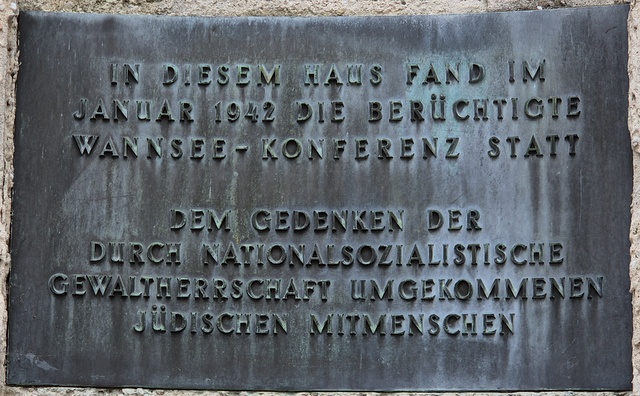 IN DIESEM HAUS FAND IM
JANUAR 1942 DIE BERÜCHTIGTE
WANNSEE-KONFERENZ STATT
DEM GEDENKEN DER
DURCH NATIONALSOZIALISTISCHE
GEWALTHERRSCHAFT UMGEKOMMENEN
JÜDISCHEN MITMENSCHEN